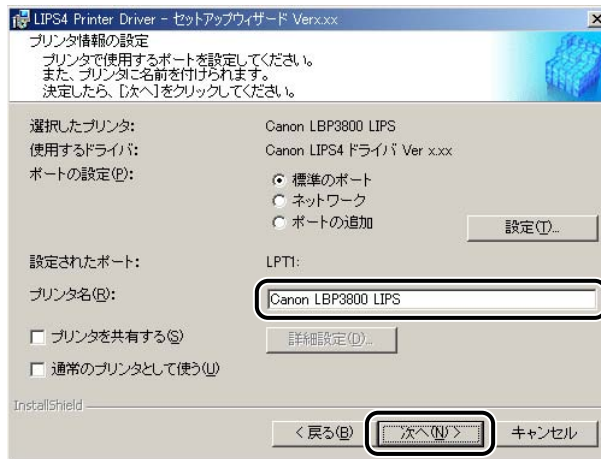 LIPS4 Printer Driver - セットアップウィザード Verx.xx
プリンタ情報の設定
プリンタで使用するポートを設定してください。
また、プリンタに名前を付けられます。
決定したら、[次へ]をクリックしてください。
選択したプリンタ: Canon LBP3800 LIPS
使用するドライバ: Canon LIPS4 ドライバ Ver x.xx
ポートの設定(P): 標準のポート
ネットワーク
ポートの追加 設定(T)...
設定されたポート: LPT1:
プリンタ名(R): Canon LBP3800 LIPS
プリンタを共有する(S) 詳細設定(D)...
通常のプリンタとして使う(U)
InstallShield
< 戻る(B) 次へ(N) > キャンセル